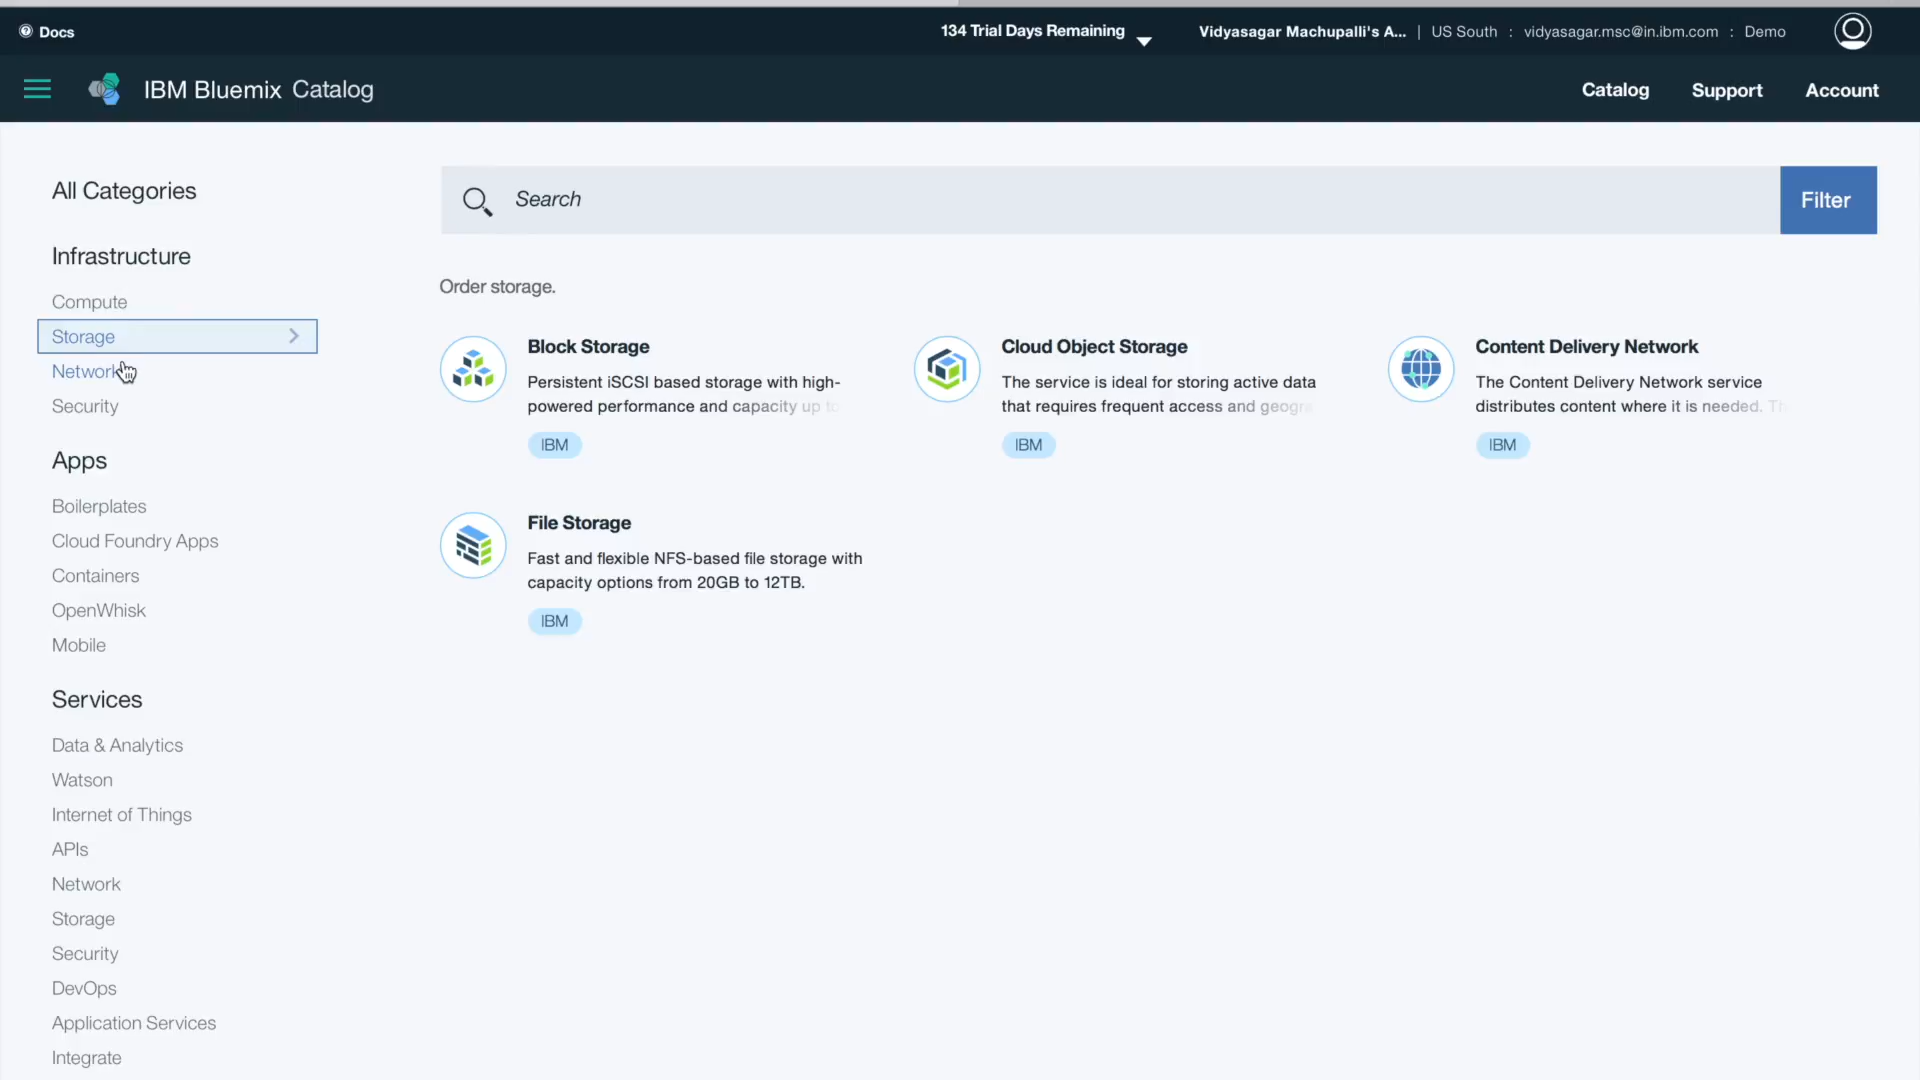 Docs
134 Trial Days Remaining
Vidyasagar Machupalli's A... | US South : vidyasagar.msc@in.ibm.com : Demo
IBM Bluemix Catalog
Catalog
Support
Account
All Categories
Infrastructure
Compute
Storage
Network
Security
Apps
Boilerplates
Cloud Foundry Apps
Containers
OpenWhisk
Mobile
Services
Data & Analytics
Watson
Internet of Things
APIs
Network
Storage
Security
DevOps
Application Services
Integrate
Search
Filter
Order storage.
Block Storage
Persistent iSCSI based storage with high-
powered performance and capacity up to
IBM
Cloud Object Storage
The service is ideal for storing active data
that requires frequent access and geogra
IBM
Content Delivery Network
The Content Delivery Network service
distributes content where it is needed.
IBM
File Storage
Fast and flexible NFS-based file storage with
capacity options from 20GB to 12TB.
IBM